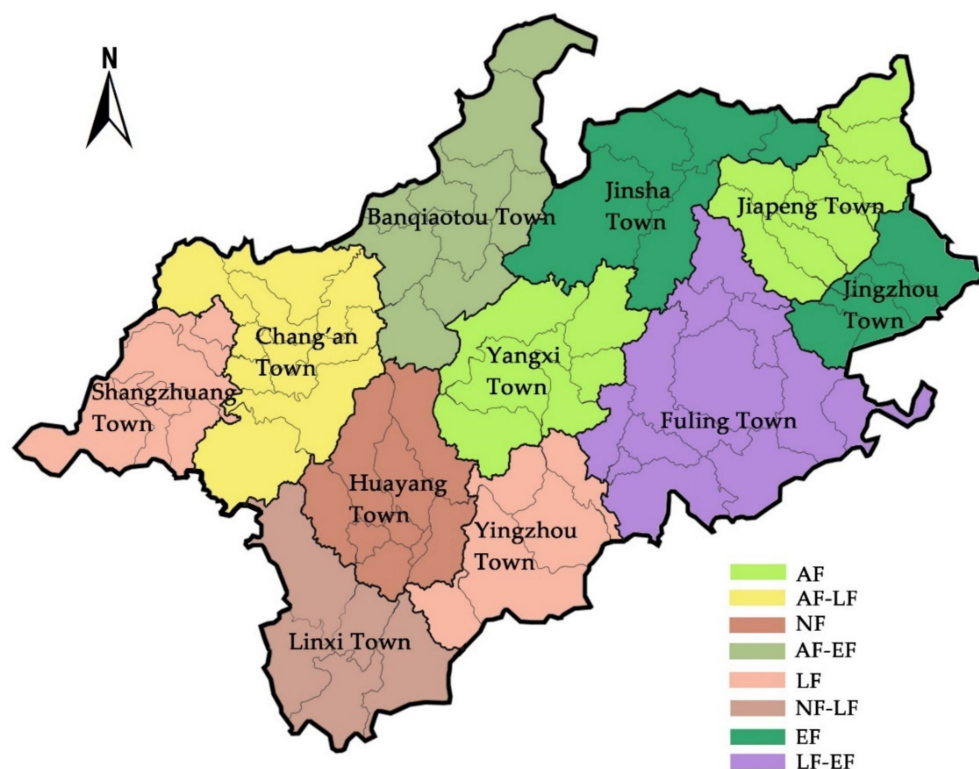 N
Banqiaotou Town
Jinsha
Town
Jiapeng Town
Jingzhou
Town
Chang’an
Town
Yangxi
Town
Shangzhuang
Town
Fuling Town
Huayang
Town
Yingzhou
Town
Linxi Town
AF
AF-LF
NF
AF-EF
LF
NF-LF
EF
LF-EF